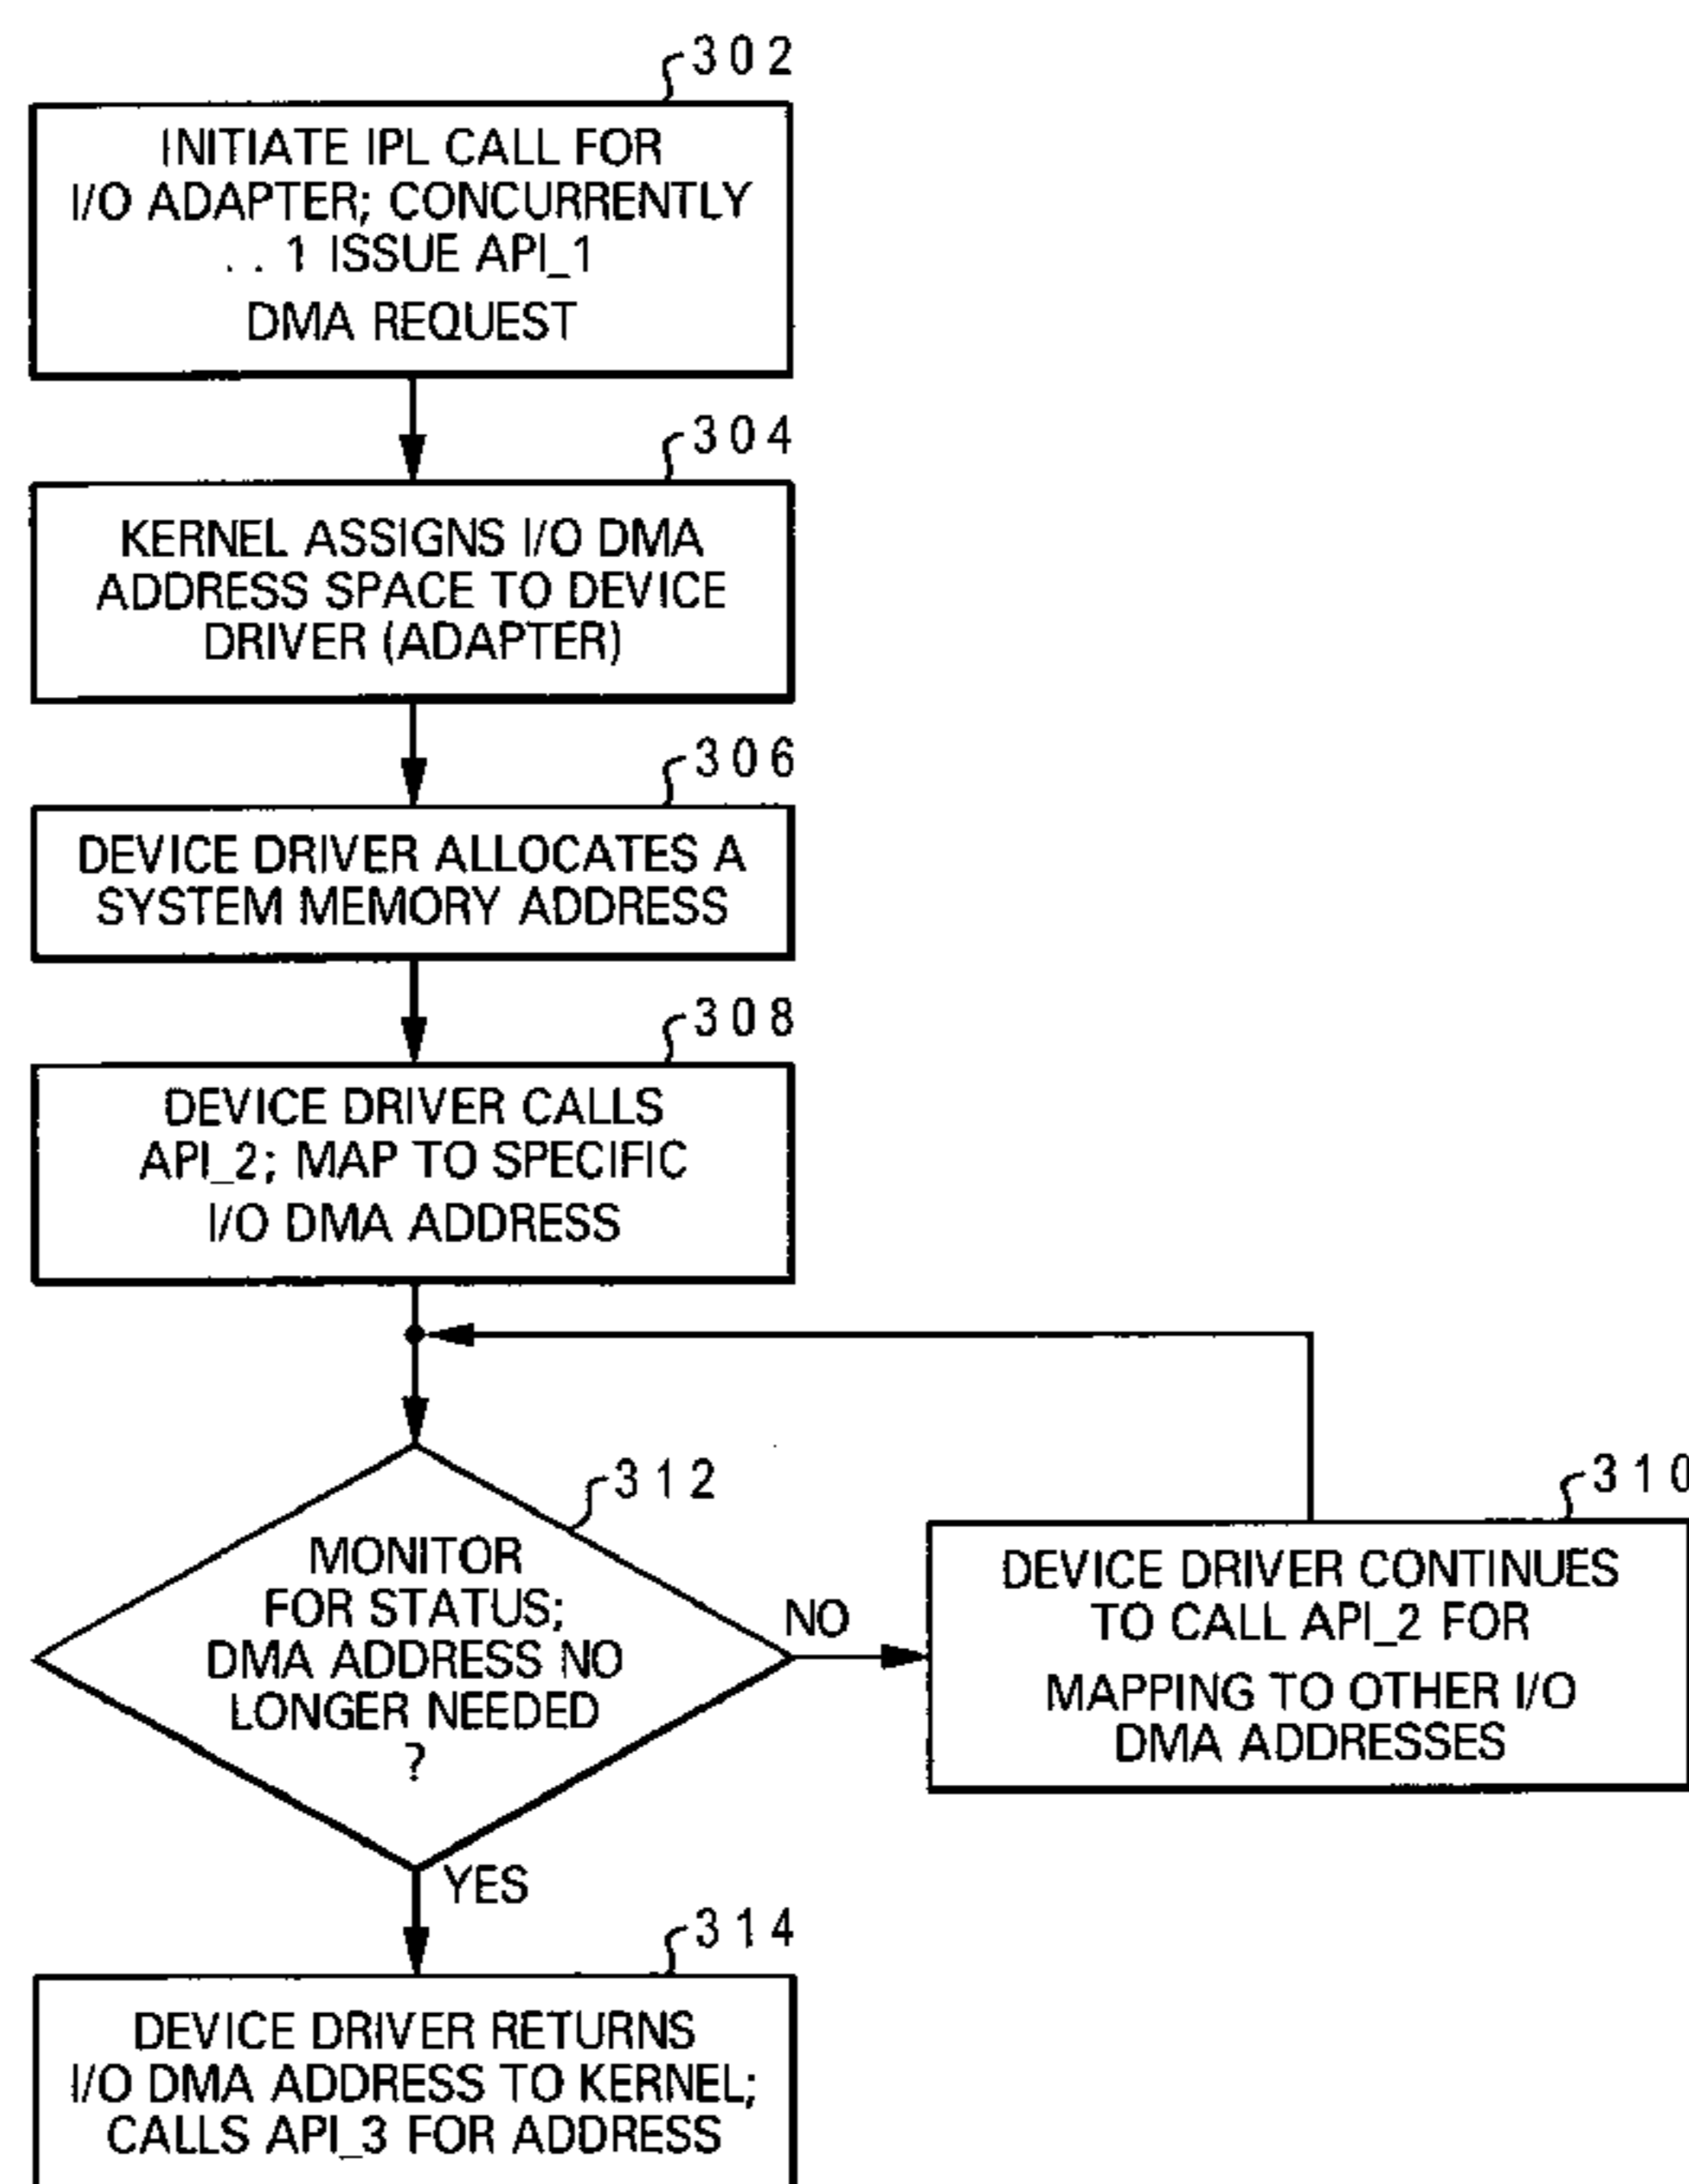 302
INITIATE IPL CALL FOR
I/O ADAPTER; CONCURRENTLY
. . 1 ISSUE API_1
DMA REQUEST
304
KERNEL ASSIGNS I/O DMA
ADDRESS SPACE TO DEVICE
DRIVER (ADAPTER)
306
DEVICE DRIVER ALLOCATES A
SYSTEM MEMORY ADDRESS
308
DEVICE DRIVER CALLS
API_2; MAP TO SPECIFIC
I/O DMA ADDRESS
312
MONITOR
FOR STATUS;
DMA ADDRESS NO
LONGER NEEDED
?
NO
310
DEVICE DRIVER CONTINUES
TO CALL API_2 FOR
MAPPING TO OTHER I/O
DMA ADDRESSES
YES
314
DEVICE DRIVER RETURNS
I/O DMA ADDRESS TO KERNEL;
CALLS API_3 FOR ADDRESS